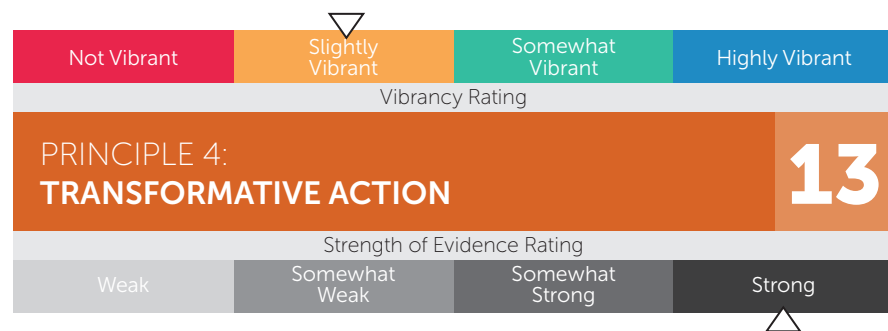 Not Vibrant
Slightly
Vibrant
Somewhat
Vibrant
Highly Vibrant
Vibrancy Rating
PRINCIPLE 4:
TRANSFORMATIVE ACTION
13
Strength of Evidence Rating
Weak
Somewhat
Weak
Somewhat
Strong
Strong